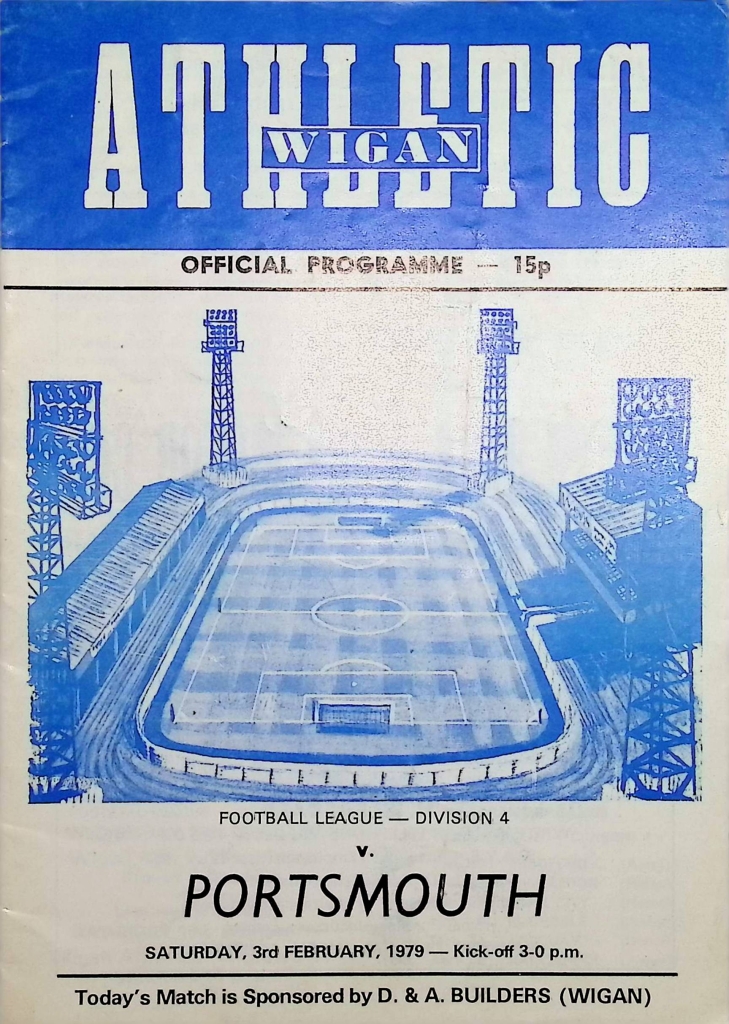 ATHLETIC
WIGAN
OFFICIAL PROGRAMME — 15p
FOOTBALL LEAGUE — DIVISION 4
v.
PORTSMOUTH
SATURDAY, 3rd FEBRUARY, 1979 — Kick-off 3-0 p.m.
Today's Match is Sponsored by D. & A. BUILDERS (WIGAN)